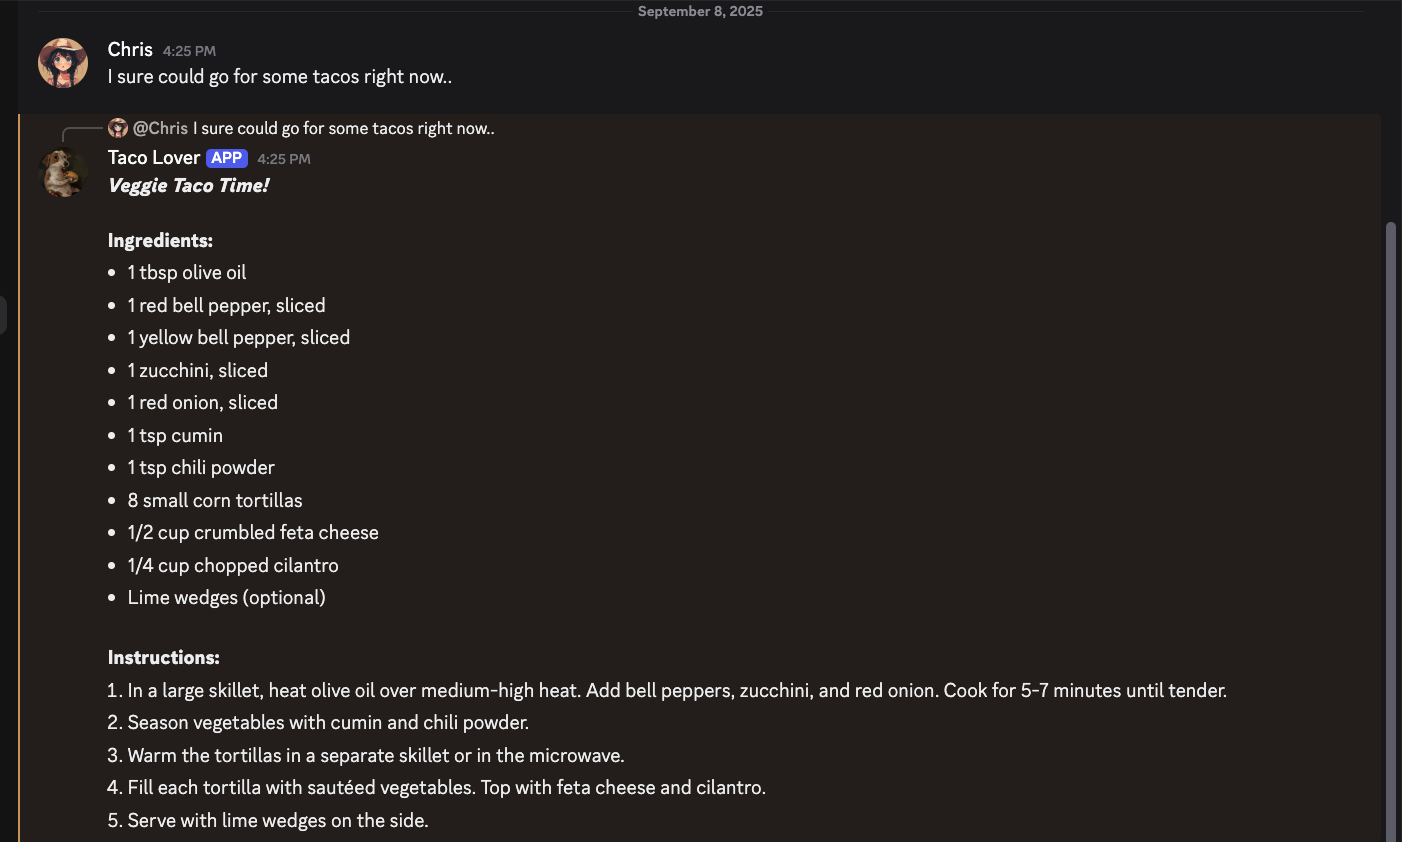 September 8, 2025
Chris 4:25 PM
I sure could go for some tacos right now..
@Chris I sure could go for some tacos right now..
Taco Lover APP 4:25 PM
Veggie Taco Time!
Ingredients:
• 1 tbsp olive oil
• 1 red bell pepper, sliced
• 1 yellow bell pepper, sliced
• 1 zucchini, sliced
• 1 red onion, sliced
• 1 tsp cumin
• 1 tsp chili powder
• 8 small corn tortillas
• 1/2 cup crumbled feta cheese
• 1/4 cup chopped cilantro
• Lime wedges (optional)
Instructions:
1. In a large skillet, heat olive oil over medium-high heat. Add bell peppers, zucchini, and red onion. Cook for 5-7 minutes until tender.
2. Season vegetables with cumin and chili powder.
3. Warm the tortillas in a separate skillet or in the microwave.
4. Fill each tortilla with sautéed vegetables. Top with feta cheese and cilantro.
5. Serve with lime wedges on the side.